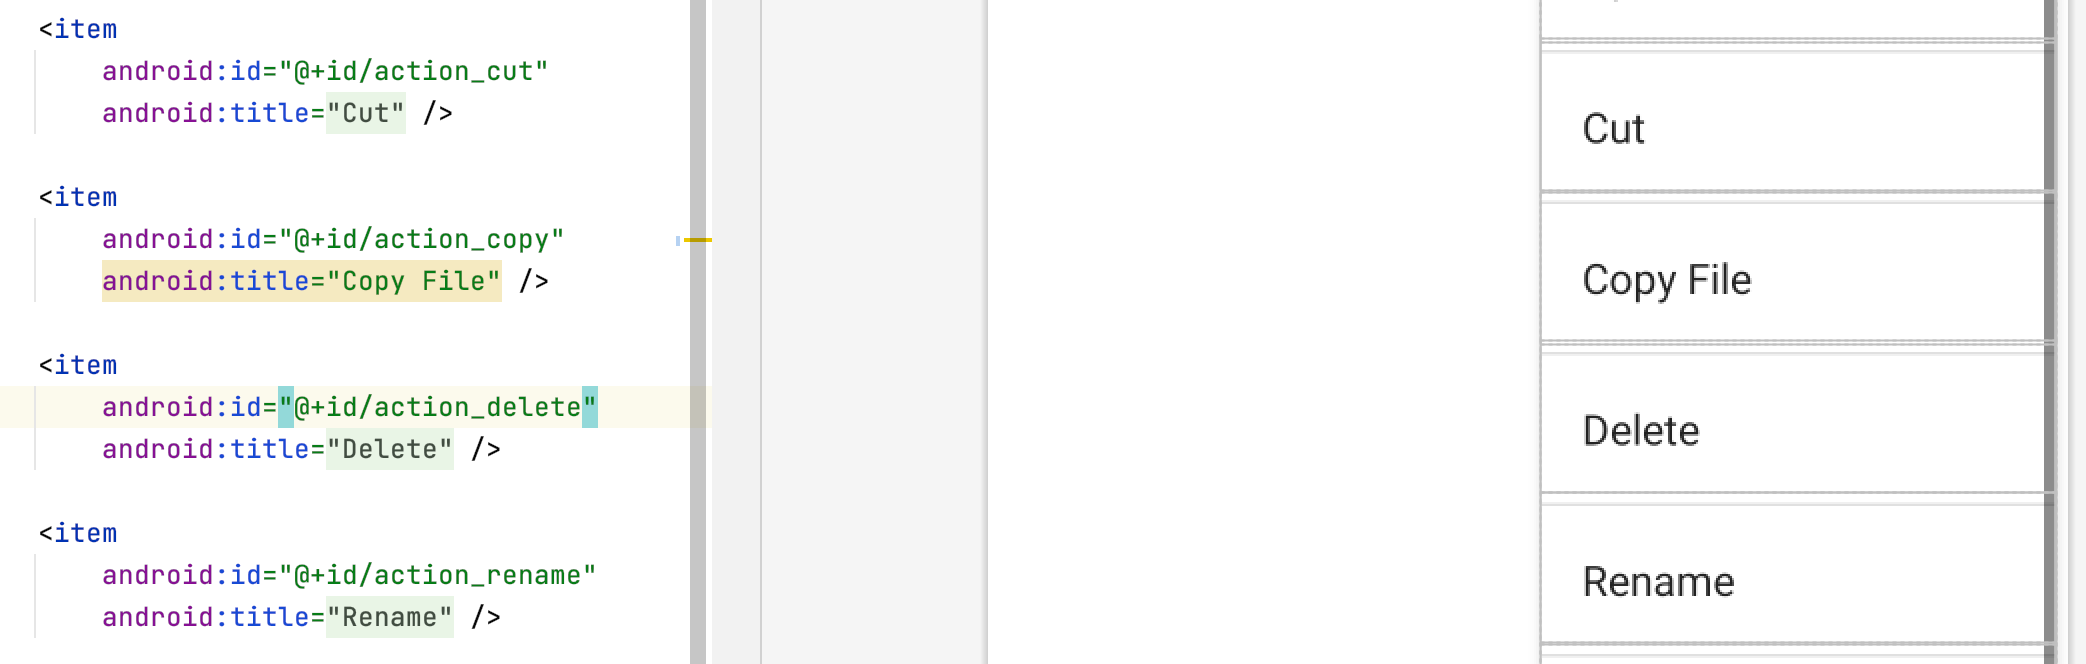 <item
android:id="@+id/action_cut"
android:title="Cut" />
<item
android:id="@+id/action_copy"
android:title="Copy File" />
<item
android:id="@+id/action_delete"
android:title="Delete" />
<item
android:id="@+id/action_rename"
android:title="Rename" />
Cut
Copy File
Delete
Rename